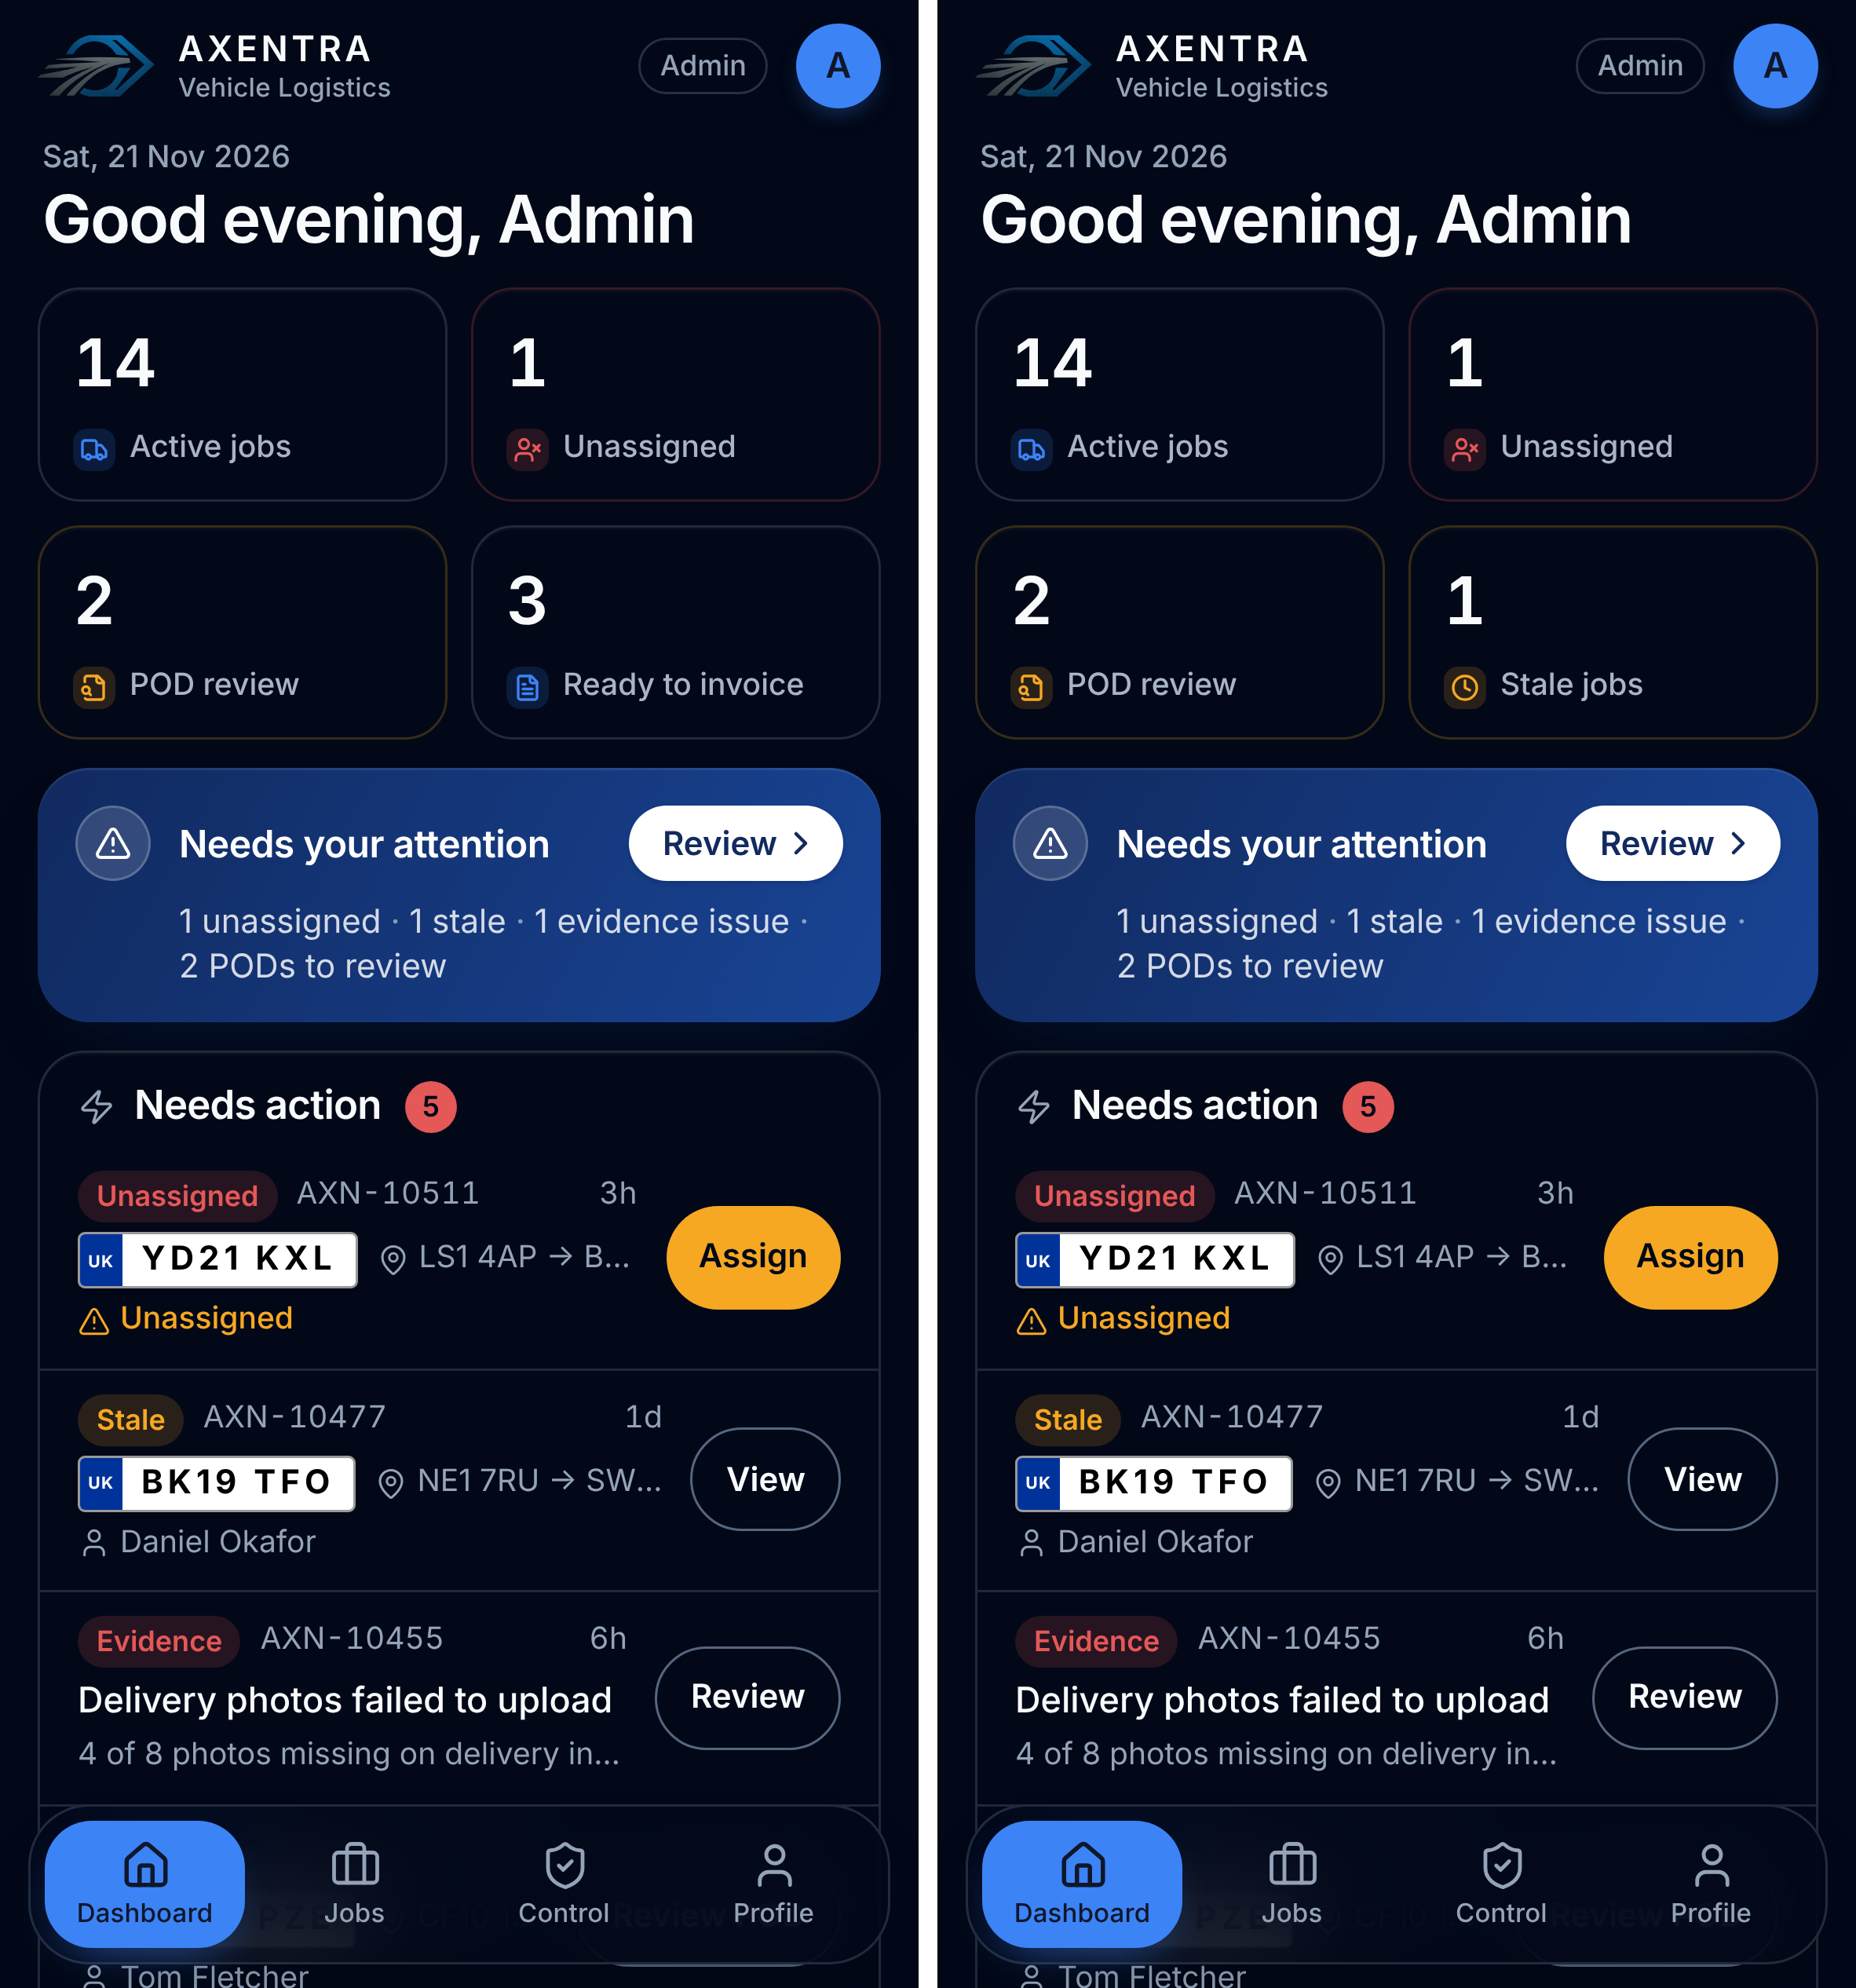 AXENTRA
Vehicle Logistics
Admin
A
Sat, 21 Nov 2026
Good evening, Admin
14
Active jobs
1
Unassigned
2
POD review
3
Ready to invoice
Needs your attention
Review
1 unassigned · 1 stale · 1 evidence issue ·
2 PODs to review
Needs action 5
Unassigned AXN-10511 3h
UK YD21 KXL LS1 4AP → B...
Assign
Unassigned
Stale AXN-10477 1d
UK BK19 TFO NE1 7RU → SW...
View
Daniel Okafor
Evidence AXN-10455 6h
Delivery photos failed to upload
Review
4 of 8 photos missing on delivery in...
Dashboard
Jobs
Control
Profile
Review
Tom Fletcher
AXENTRA
Vehicle Logistics
Admin
A
Sat, 21 Nov 2026
Good evening, Admin
14
Active jobs
1
Unassigned
2
POD review
1
Stale jobs
Needs your attention
Review
1 unassigned · 1 stale · 1 evidence issue ·
2 PODs to review
Needs action 5
Unassigned AXN-10511 3h
UK YD21 KXL LS1 4AP → B...
Assign
Unassigned
Stale AXN-10477 1d
UK BK19 TFO NE1 7RU → SW...
View
Daniel Okafor
Evidence AXN-10455 6h
Delivery photos failed to upload
Review
4 of 8 photos missing on delivery in...
Dashboard
Jobs
Control
Profile
Review
Tom Fletcher